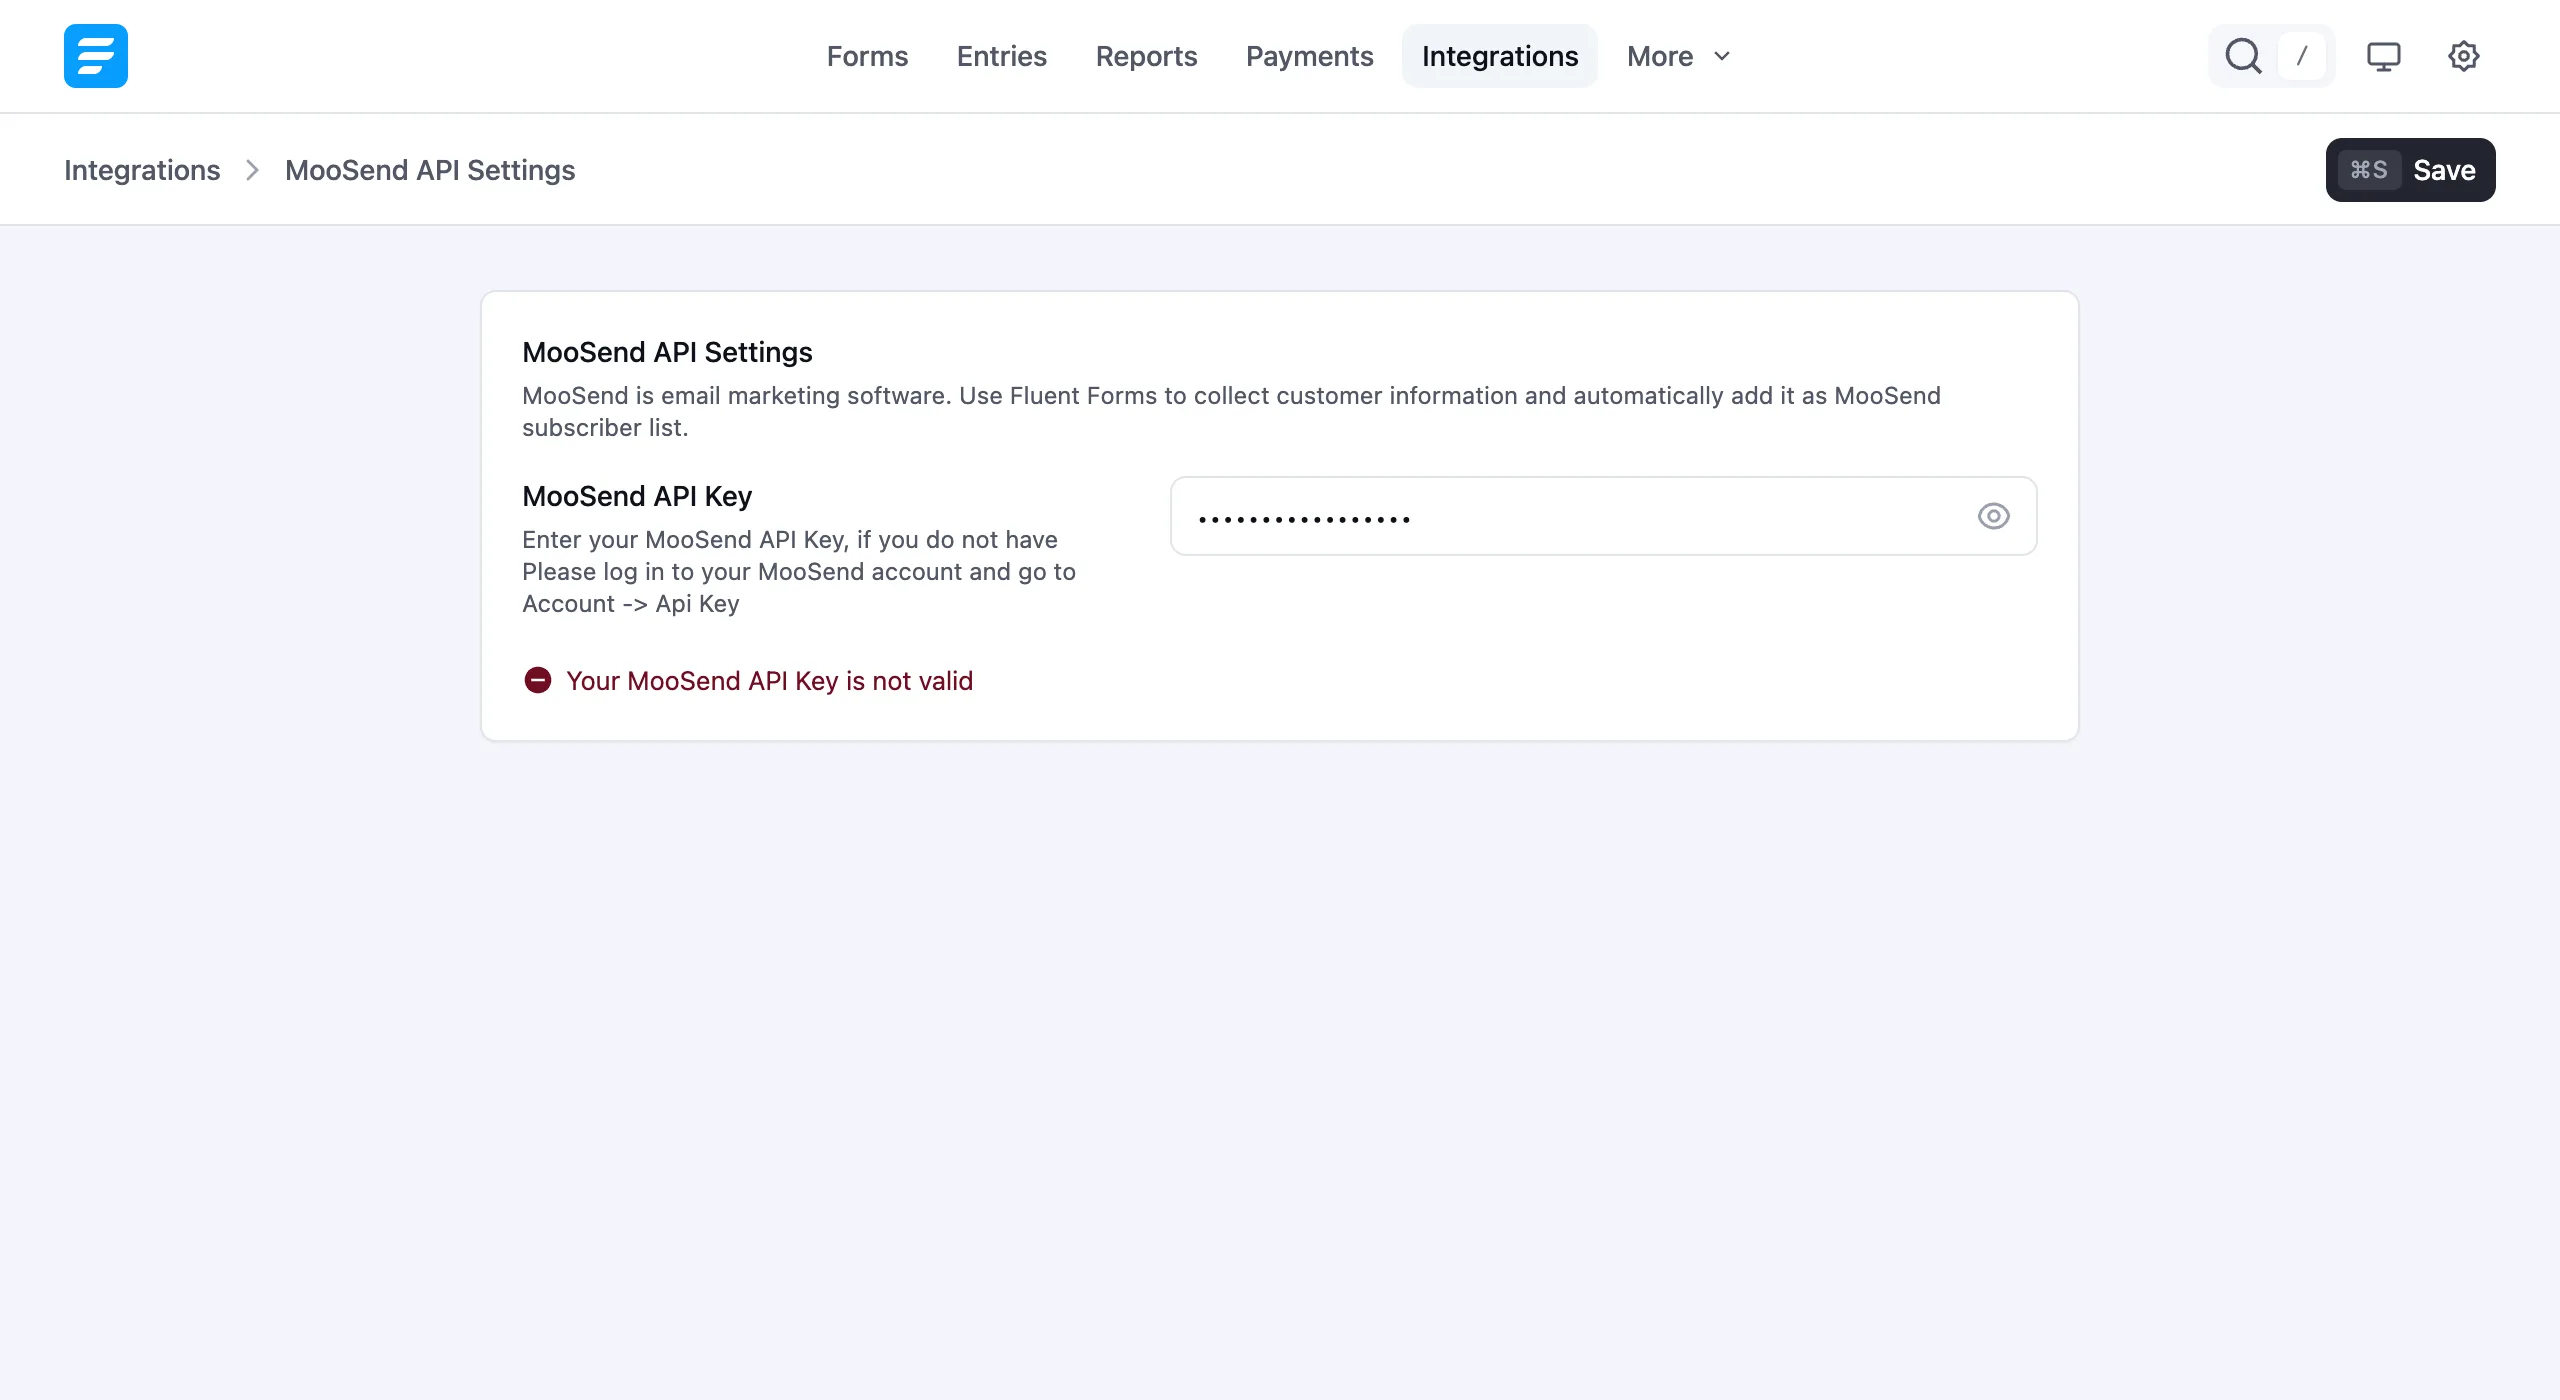 Forms
Entries
Reports
Payments
Integrations
More
/
Integrations > MooSend API Settings
⌘S Save
MooSend API Settings
MooSend is email marketing software. Use Fluent Forms to collect customer information and automatically add it as MooSend
subscriber list.
MooSend API Key
Enter your MooSend API Key, if you do not have
Please log in to your MooSend account and go to
Account -> Api Key
•••••••••••••••••
Your MooSend API Key is not valid